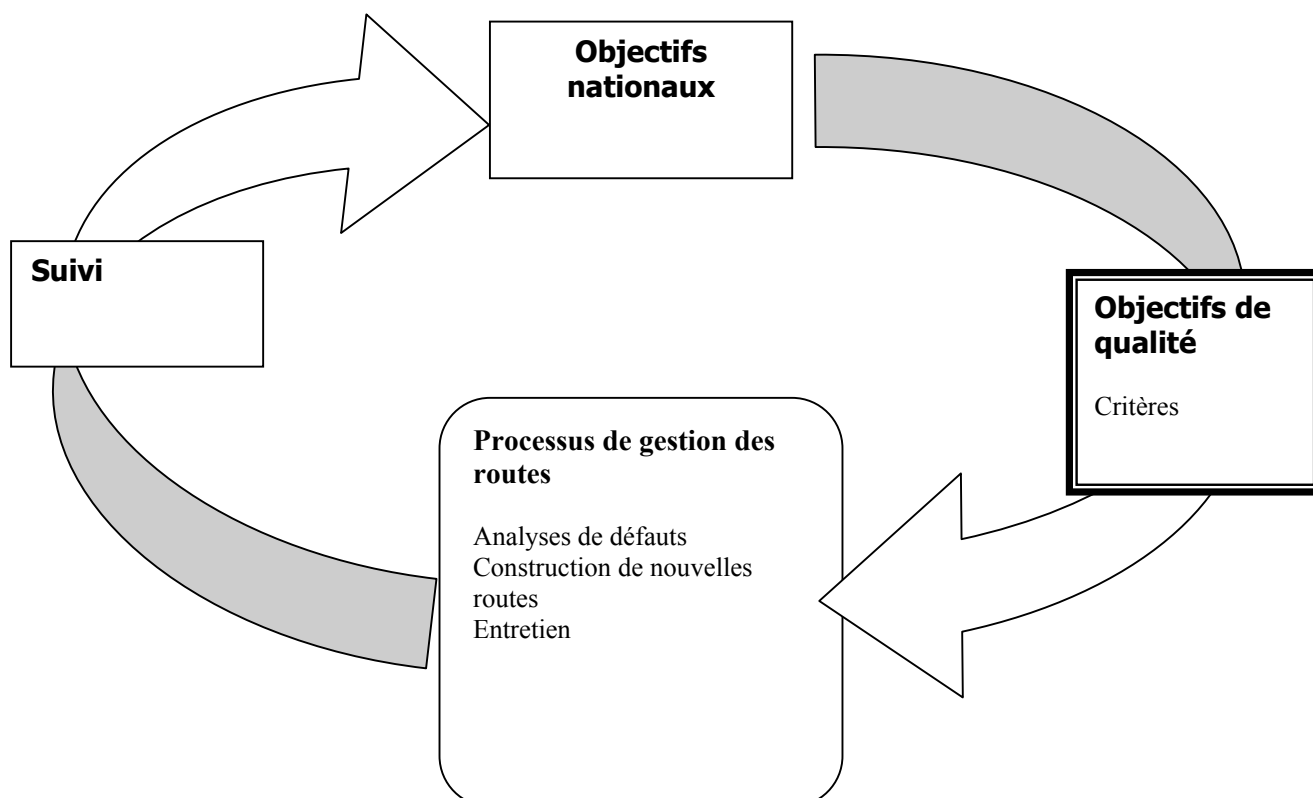 Objectifs
nationaux
Suivi
Objectifs de
qualité
Critères
Processus de gestion des
routes
Analyses de défauts
Construction de nouvelles
routes
Entretien